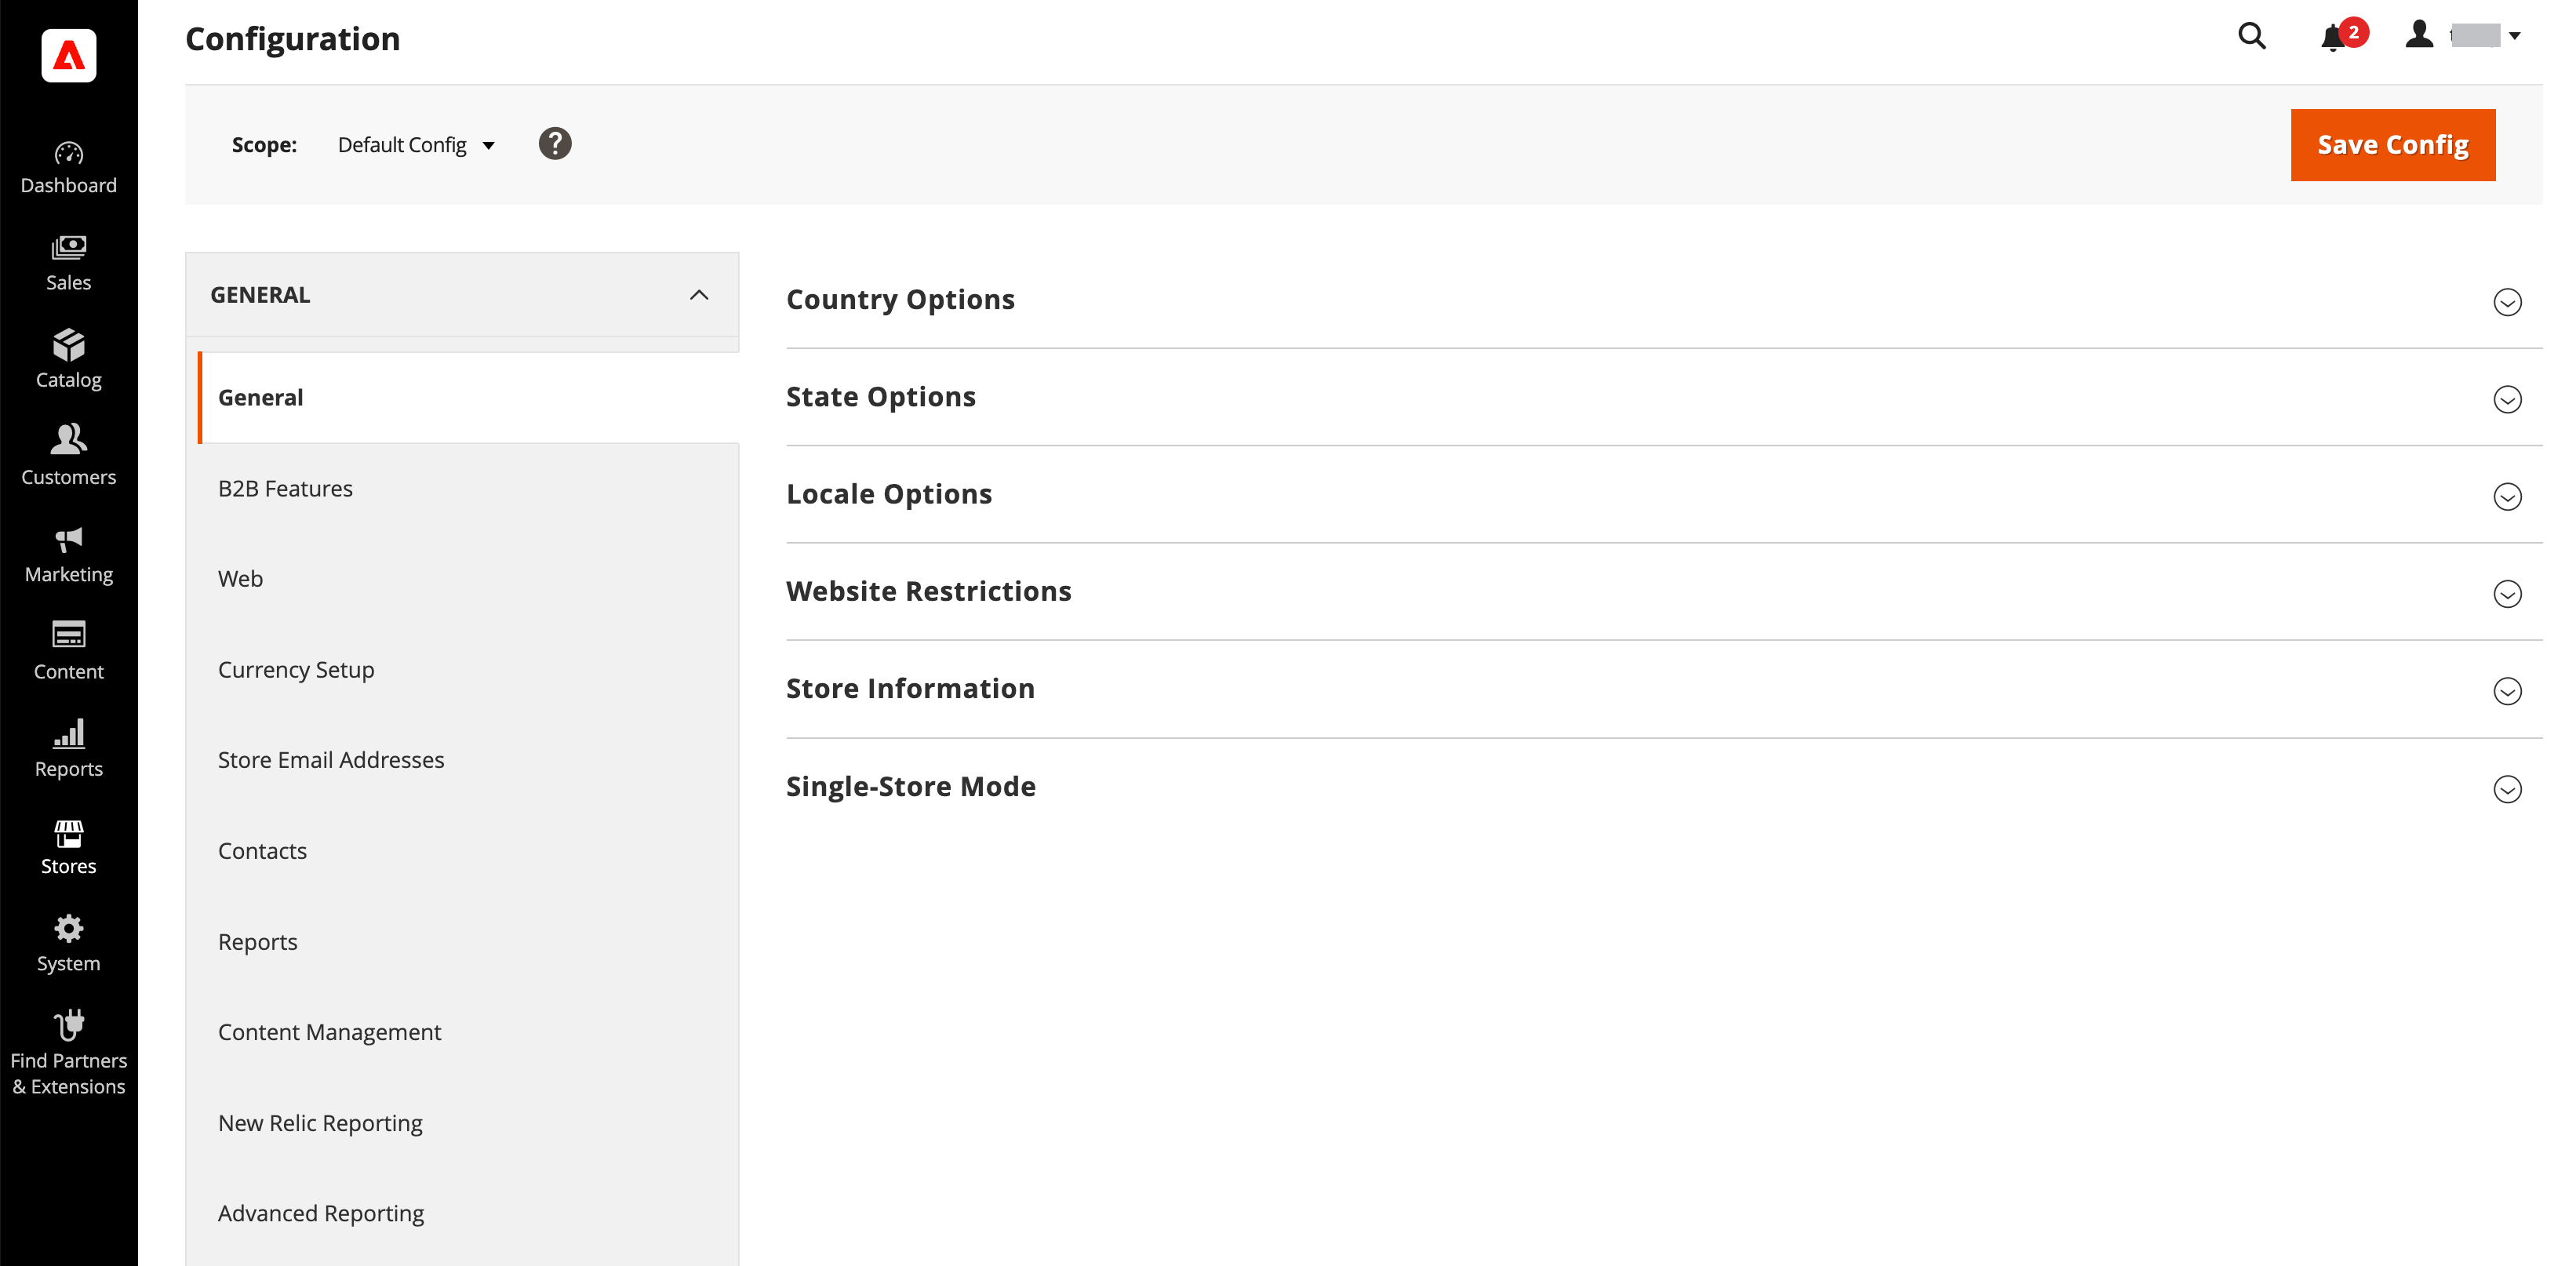 Configuration
2
Scope:
Default Config
?
Save Config
Dashboard
Sales
Catalog
Customers
Marketing
Content
Reports
Stores
System
Find Partners
& Extensions
GENERAL
General
B2B Features
Web
Currency Setup
Store Email Addresses
Contacts
Reports
Content Management
New Relic Reporting
Advanced Reporting
Country Options
State Options
Locale Options
Website Restrictions
Store Information
Single-Store Mode